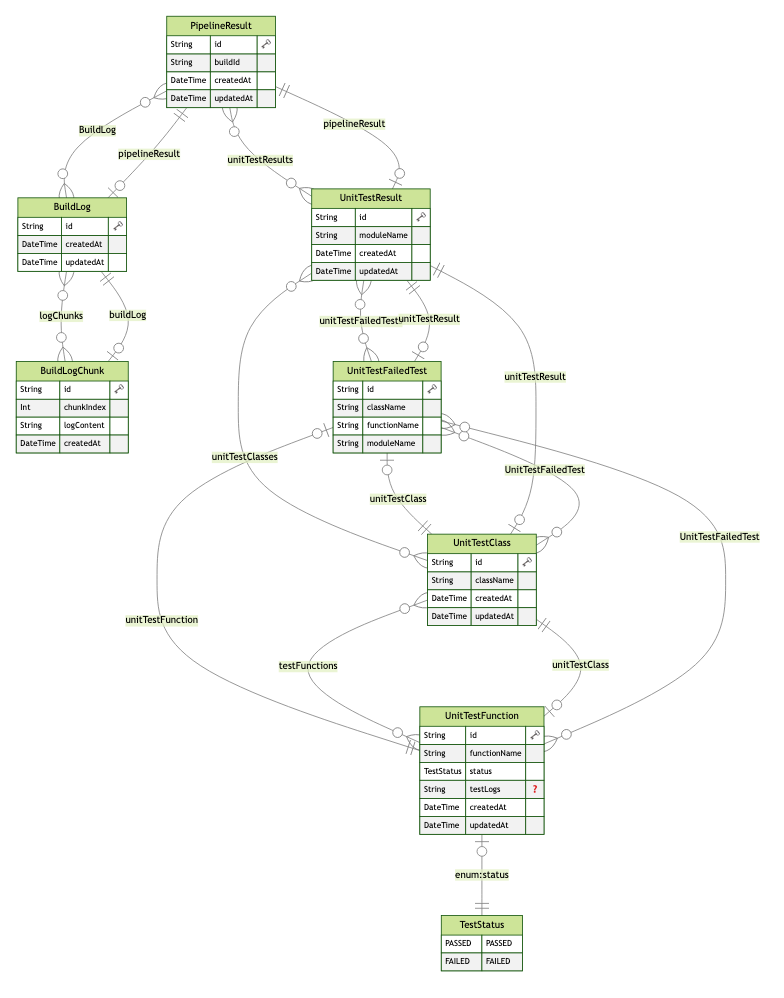 PipelineResult
String id
String buildId
DateTime createdAt
DateTime updatedAt
BuildLog
pipelineResult
unitTestResults
pipelineResult
BuildLog
String id
DateTime createdAt
DateTime updatedAt
UnitTestResult
String id
String moduleName
DateTime createdAt
DateTime updatedAt
logChunks
buildLog
unitTestFailedTests
unitTestResult
unitTestResult
BuildLogChunk
String id
Int chunkIndex
String logContent
DateTime createdAt
UnitTestFailedTest
String id
String className
String functionName
String moduleName
unitTestClasses
unitTestClass
UnitTestFailedTest
UnitTestFailedTest
UnitTestClass
String id
String className
DateTime createdAt
DateTime updatedAt
unitTestFunction
testFunctions
unitTestClass
UnitTestFunction
String id
String functionName
TestStatus status
String testLogs ?
DateTime createdAt
DateTime updatedAt
enum:status
TestStatus
PASSED PASSED
FAILED FAILED